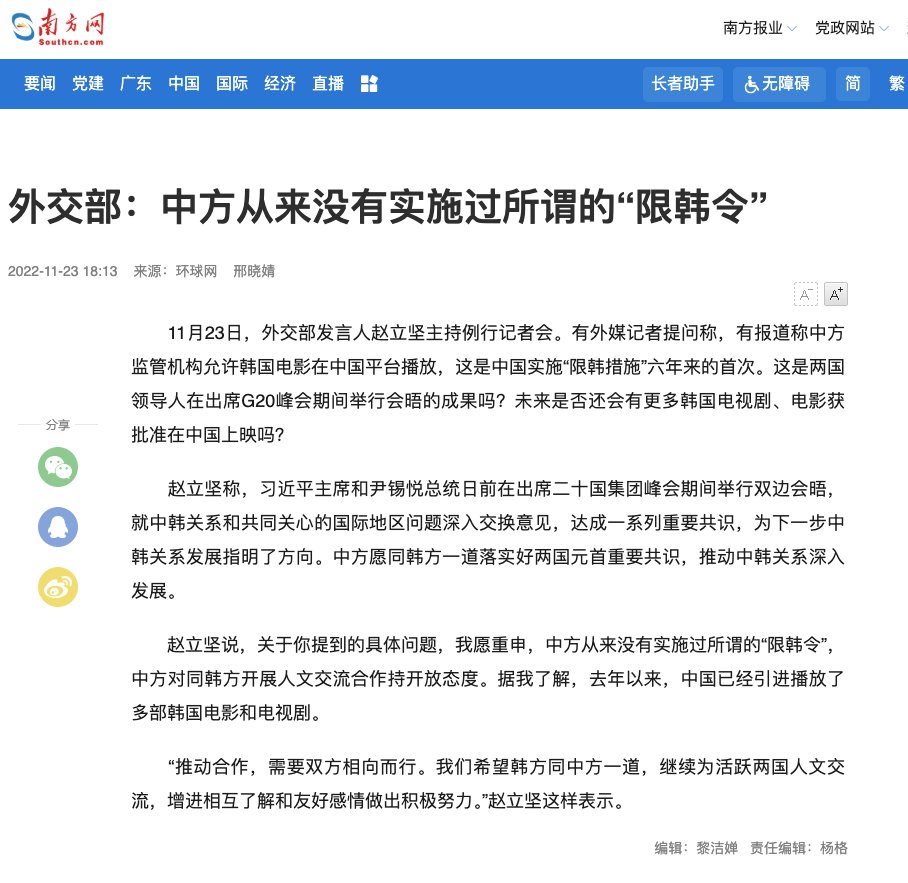 南方网
Southcn.com
南方报业 党政网站
要闻 党建 广东 中国 国际 经济 直播 长者助手 无障碍 简 繁
外交部：中方从来没有实施过所谓的“限韩令”
2022-11-23 18:13 来源：环球网 邢晓婧
A- A+
11月23日，外交部发言人赵立坚主持例行记者会。有外媒记者提问称，有报道称中方
监管机构允许韩国电影在中国平台播放，这是中国实施“限韩措施”六年来的首次。这是两国
领导人在出席G20峰会期间举行会晤的成果吗？未来是否还会有更多韩国电视剧、电影获
批准在中国上映吗？
分享
赵立坚称，习近平主席和尹锡悦总统日前在出席二十国集团峰会期间举行双边会晤，
就中韩关系和共同关心的国际地区问题深入交换意见，达成一系列重要共识，为下一步中
韩关系发展指明了方向。中方愿同韩方一道落实好两国元首重要共识，推动中韩关系深入
发展。
赵立坚说，关于你提到的具体问题，我愿重申，中方从来没有实施过所谓的“限韩令”，
中方对同韩方开展人文交流合作持开放态度。据我了解，去年以来，中国已经引进播放了
多部韩国电影和电视剧。
“推动合作，需要双方相向而行。我们希望韩方同中方一道，继续为活跃两国人文交
流，增进相互了解和友好感情做出积极努力。”赵立坚这样表示。
编辑：黎洁婵 责任编辑：杨格